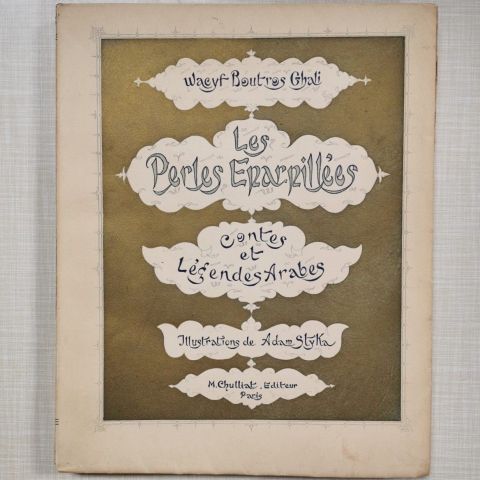 Wacyf Boutros Ghali
Les
Perles Eparpillées
Contes
et
Légendes Arabes
Illustrations de Adam Styka
M. Chulliat. Editeur
Paris